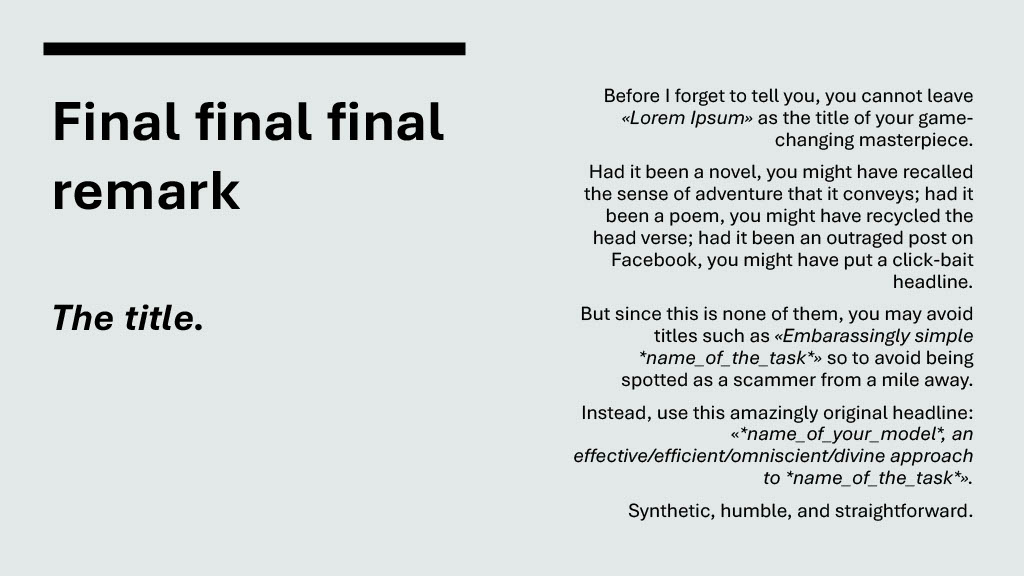 Final final final
remark
The title.
Before I forget to tell you, you cannot leave
«Lorem Ipsum» as the title of your game-
changing masterpiece.
Had it been a novel, you might have recalled
the sense of adventure that it conveys; had it
been a poem, you might have recycled the
head verse; had it been an outraged post on
Facebook, you might have put a click-bait
headline.
But since this is none of them, you may avoid
titles such as «Embarassingly simple
*name_of_the_task*» so to avoid being
spotted as a scammer from a mile away.
Instead, use this amazingly original headline:
«*name_of_your_model*, an
effective/efficient/omniscient/divine approach
to *name_of_the_task*».
Synthetic, humble, and straightforward.